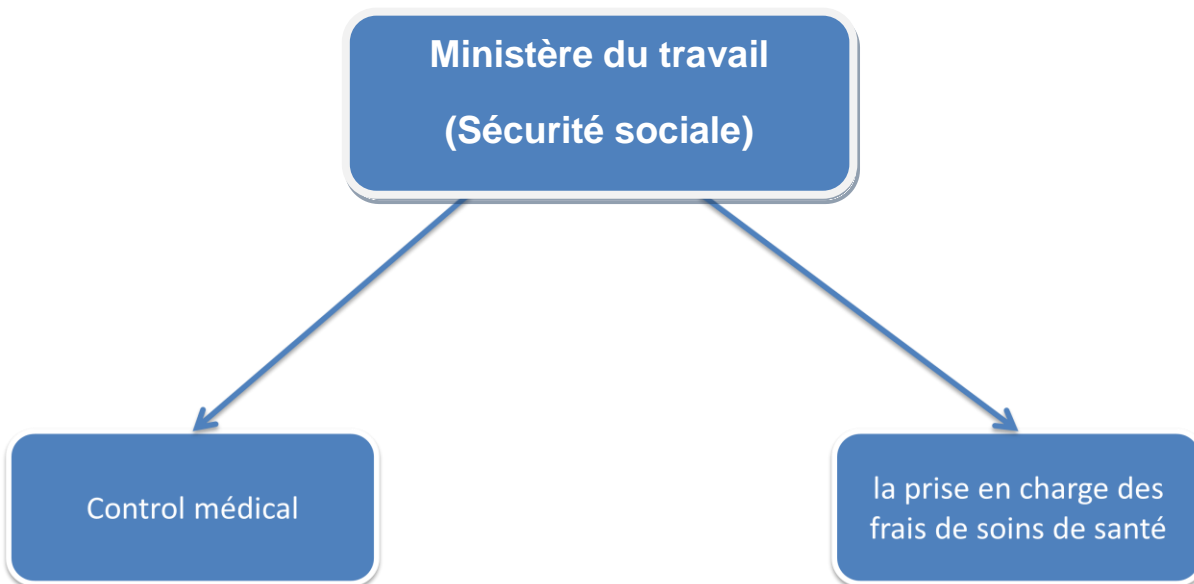 Ministère du travail
(Sécurité sociale)
Control médical
la prise en charge des
frais de soins de santé